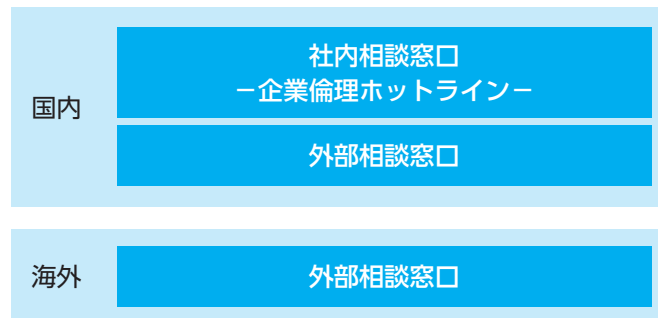 国内
社内相談窓口
－企業倫理ホットライン－
外部相談窓口
海外
外部相談窓口